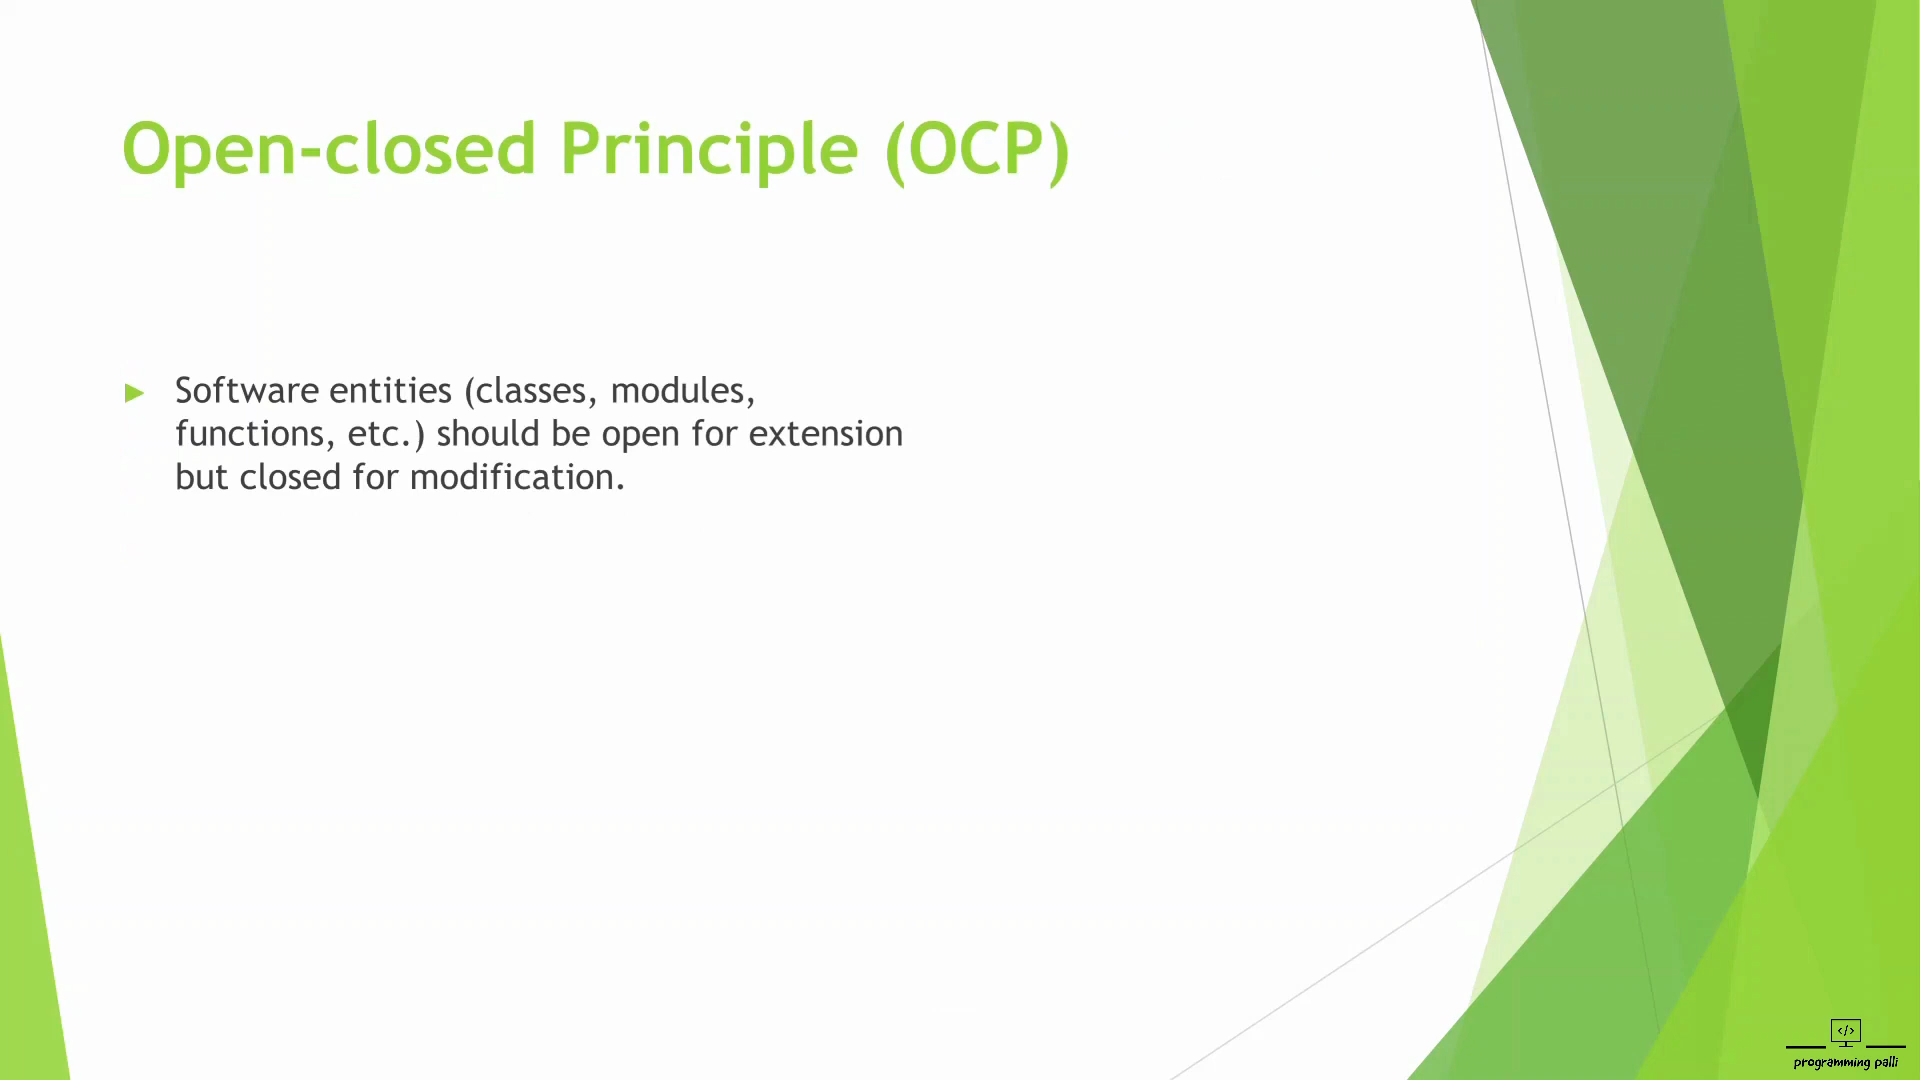 Open-closed Principle (OCP)
Software entities (classes, modules,
functions, etc.) should be open for extension
but closed for modification.
</>
programming palli